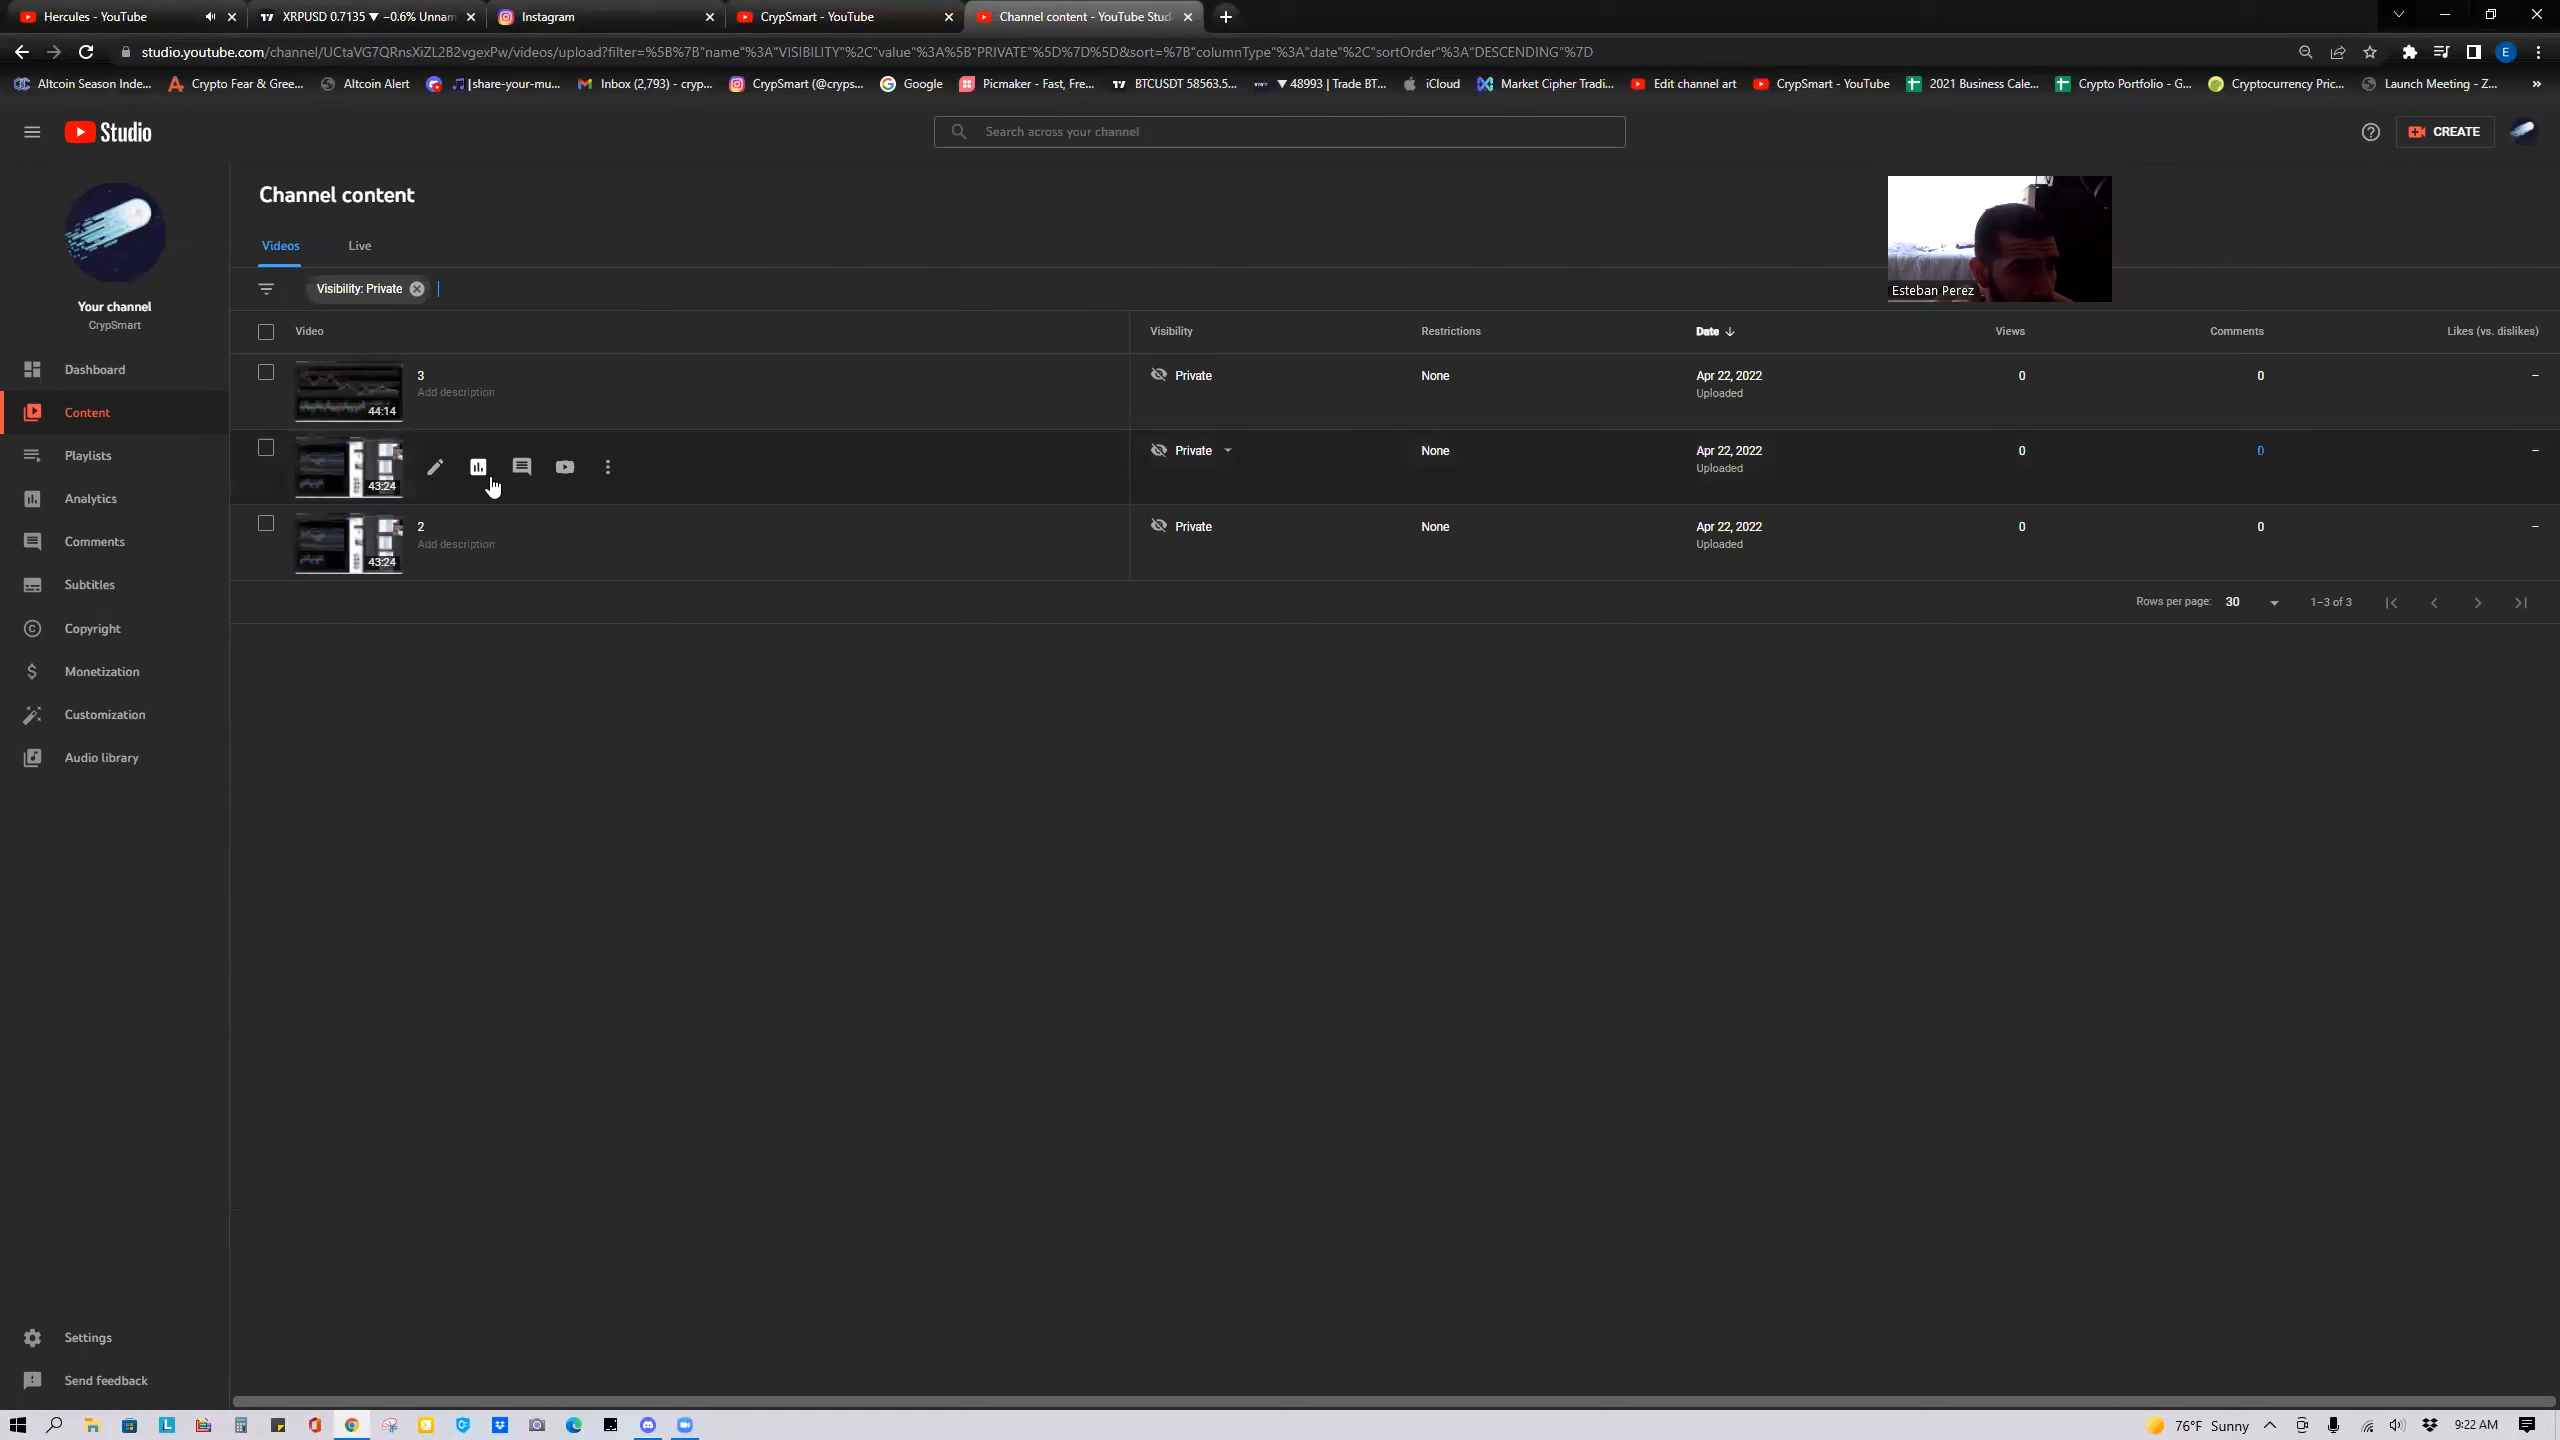 Hercules - YouTube
XRPUSD 0.7135 ▼ −0.6% Unnam
Instagram
CrypSmart - YouTube
Channel content - YouTube Stud
studio.youtube.com/channel/UCtaVG7QRnsXiZL2B2vgexPw/videos/upload?filter=%5B%7B"name"%3A"VISIBILITY"%2C"value"%3A%5B"PRIVATE"%5D%7D%5D&sort=%7B"columnType"%3A"date"%2C"sortOrder"%3A"DESCENDING"%7D
Altcoin Season Inde...
Crypto Fear & Gree...
Altcoin Alert
|share-your-mu...
Inbox (2,793) - cryp...
CrypSmart (@cryps...
Google
Picmaker - Fast, Fre...
BTCUSDT 58563.5...
▼ 48993 | Trade BT...
iCloud
Market Cipher Tradi...
Edit channel art
CrypSmart - YouTube
2021 Business Cale...
Crypto Portfolio - G...
Cryptocurrency Pric...
Launch Meeting - Z...
Studio
Search across your channel
CREATE
Channel content
Videos
Live
Visibility: Private
Esteban Perez
Your channel
CrypSmart
Video
Visibility
Restrictions
Date
Views
Comments
Likes (vs. dislikes)
44:14
3
Add description
Private
None
Apr 22, 2022
Uploaded
0
0
–
43:24
Private
None
Apr 22, 2022
Uploaded
0
0
–
43:24
2
Add description
Private
None
Apr 22, 2022
Uploaded
0
0
–
Rows per page:
30
1–3 of 3
Dashboard
Content
Playlists
Analytics
Comments
Subtitles
Copyright
Monetization
Customization
Audio library
Settings
Send feedback
76°F Sunny
9:22 AM